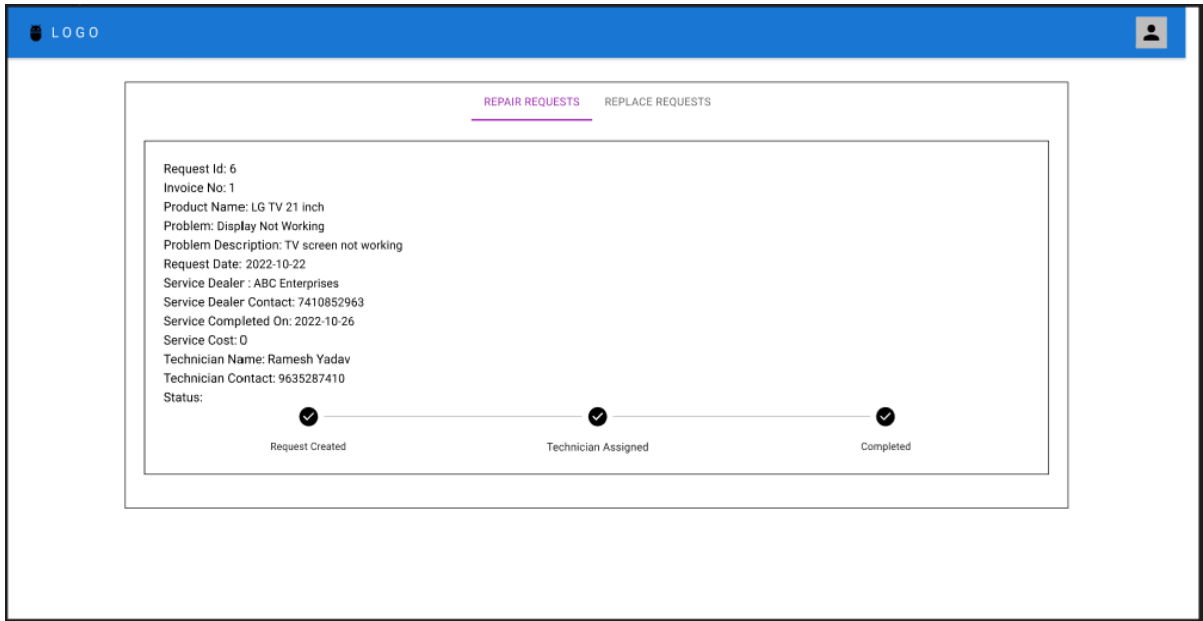 LOGO
REPAIR REQUESTS REPLACE REQUESTS
Request Id: 6
Invoice No: 1
Product Name: LG TV 21 inch
Problem: Display Not Working
Problem Description: TV screen not working
Request Date: 2022-10-22
Service Dealer : ABC Enterprises
Service Dealer Contact: 7410852963
Service Completed On: 2022-10-26
Service Cost: 0
Technician Name: Ramesh Yadav
Technician Contact: 9635287410
Status:
Request Created Technician Assigned Completed